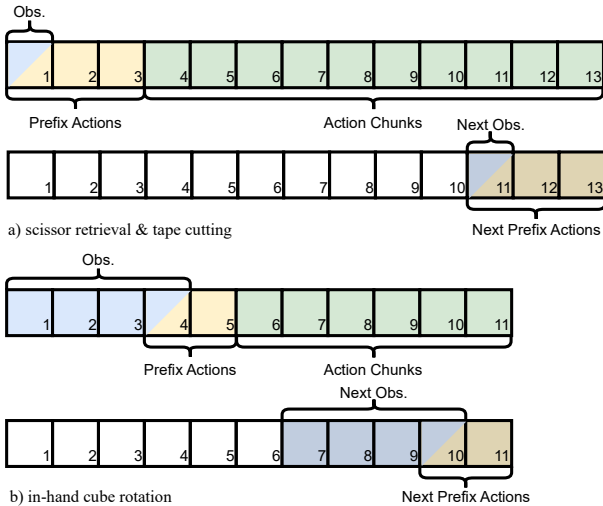 Obs.
1 2 3 4 5 6 7 8 9 10 11 12 13
Prefix Actions Action Chunks
Next Obs.
1 2 3 4 5 6 7 8 9 10 11 12 13
a) scissor retrieval & tape cutting Next Prefix Actions
Obs.
1 2 3 4 5 6 7 8 9 10 11
Prefix Actions Action Chunks
Next Obs.
1 2 3 4 5 6 7 8 9 10 11
b) in-hand cube rotation Next Prefix Actions